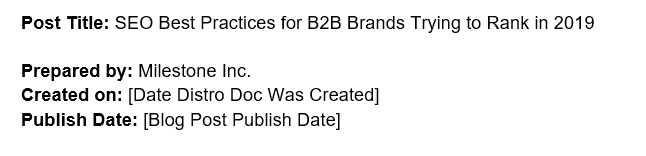 Post Title: SEO Best Practices for B2B Brands Trying to Rank in 2019
Prepared by: Milestone Inc.
Created on: [Date Distro Doc Was Created]
Publish Date: [Blog Post Publish Date]